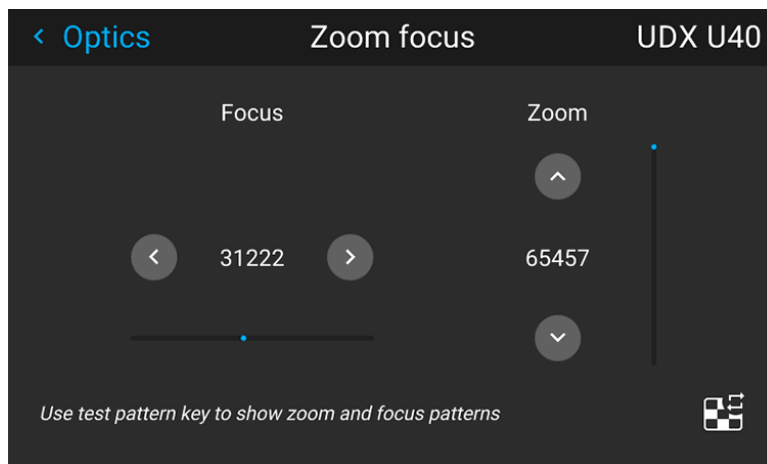 Optics Zoom focus UDX U40
Focus Zoom
31222 65457
Use test pattern key to show zoom and focus patterns